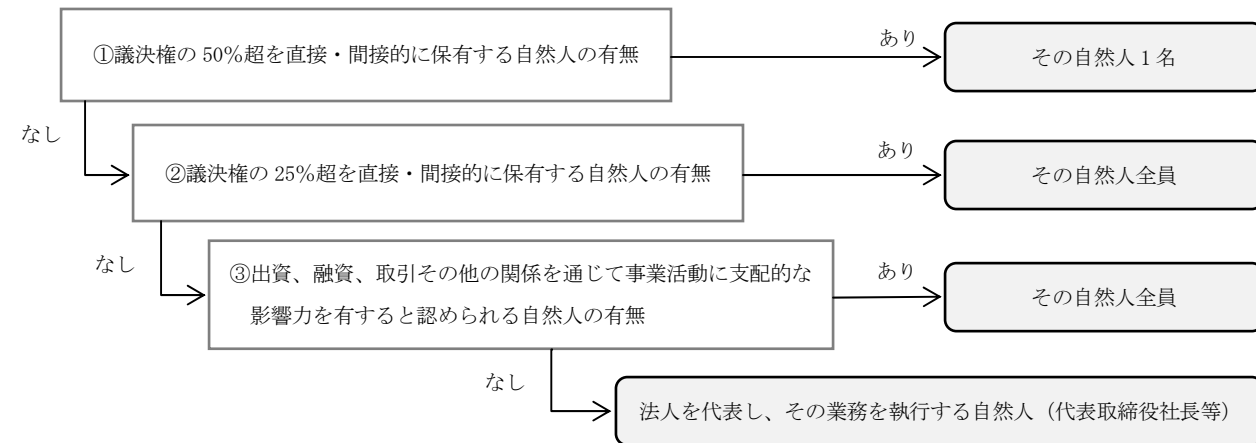 ①議決権の 50％超を直接・間接的に保有する自然人の有無
あり
その自然人 1 名
なし
②議決権の 25％超を直接・間接的に保有する自然人の有無
あり
その自然人全員
なし
③出資、融資、取引その他の関係を通じて事業活動に支配的な
影響力を有すると認められる自然人の有無
あり
その自然人全員
なし
法人を代表し、その業務を執行する自然人（代表取締役社長等）